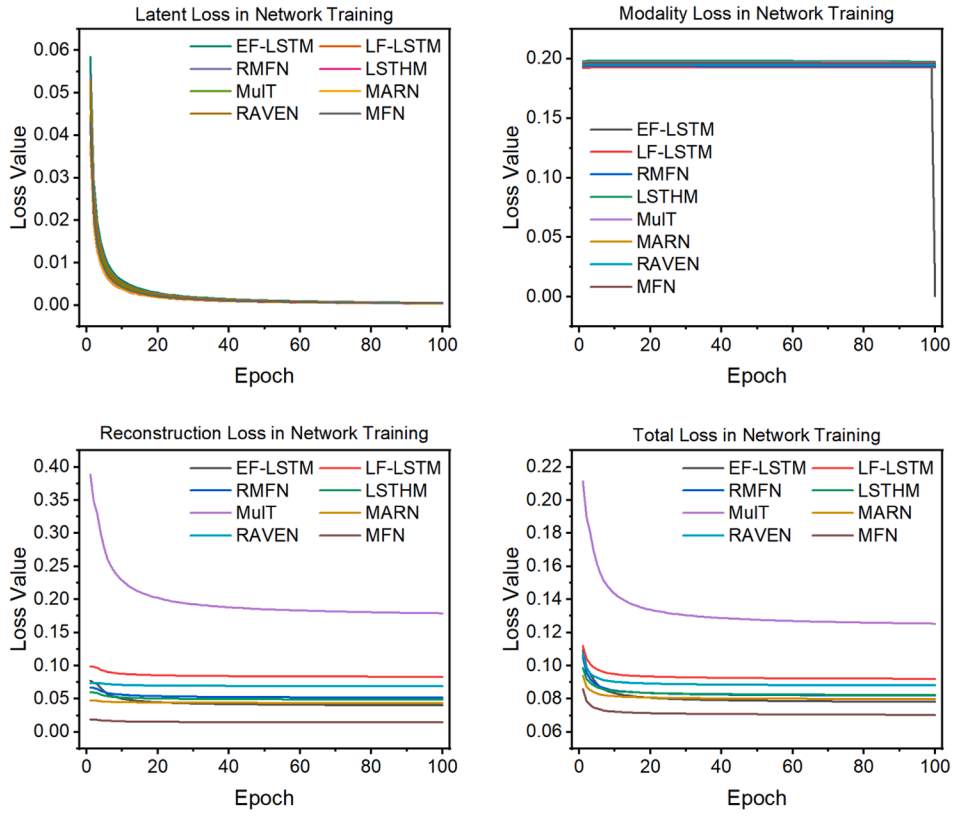 Latent Loss in Network Training
EF-LSTM LF-LSTM
RMFN LSTHM
MulT MARN
RAVEN MFN
Loss Value
0.06
0.05
0.04
0.03
0.02
0.01
0.00
0 20 40 60 80 100
Epoch
Modality Loss in Network Training
EF-LSTM
LF-LSTM
RMFN
LSTHM
MulT
MARN
RAVEN
MFN
Loss Value
0.20
0.15
0.10
0.05
0.00
0 20 40 60 80 100
Epoch
Reconstruction Loss in Network Training
EF-LSTM LF-LSTM
RMFN LSTHM
MulT MARN
RAVEN MFN
Loss Value
0.40
0.35
0.30
0.25
0.20
0.15
0.10
0.05
0.00
0 20 40 60 80 100
Epoch
Total Loss in Network Training
EF-LSTM LF-LSTM
RMFN LSTHM
MulT MARN
RAVEN MFN
Loss Value
0.22
0.20
0.18
0.16
0.14
0.12
0.10
0.08
0.06
0 20 40 60 80 100
Epoch